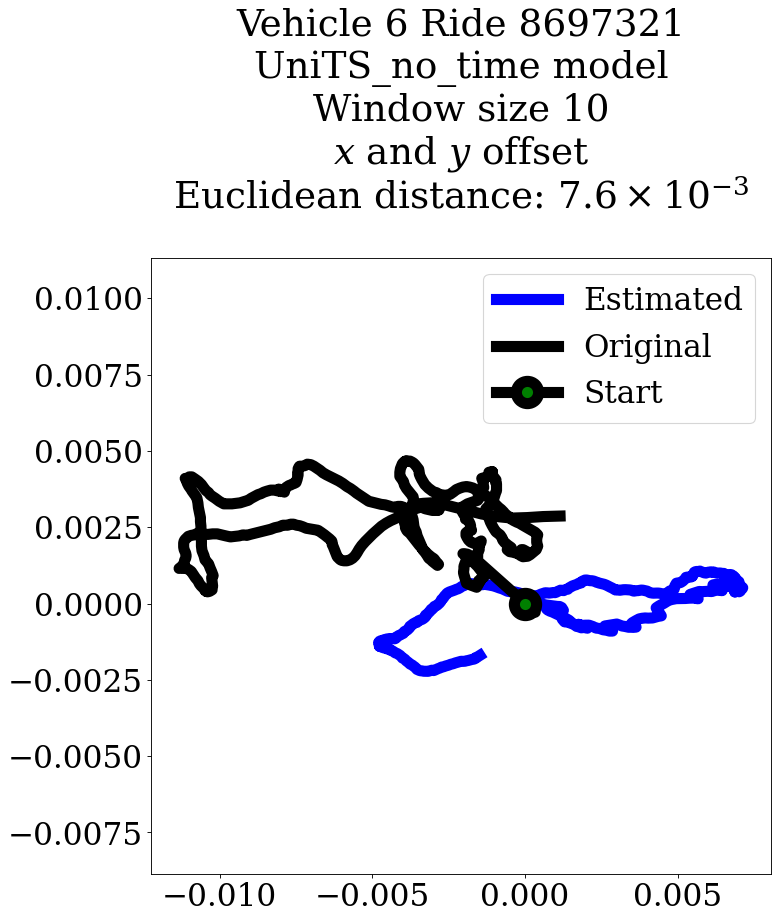 Vehicle 6 Ride 8697321
UniTS_no_time model
Window size 10
x and y offset
Euclidean distance: 7.6 × 10⁻³
Estimated
Original
Start
0.0100
0.0075
0.0050
0.0025
0.0000
−0.0025
−0.0050
−0.0075
−0.010 −0.005 0.000 0.005